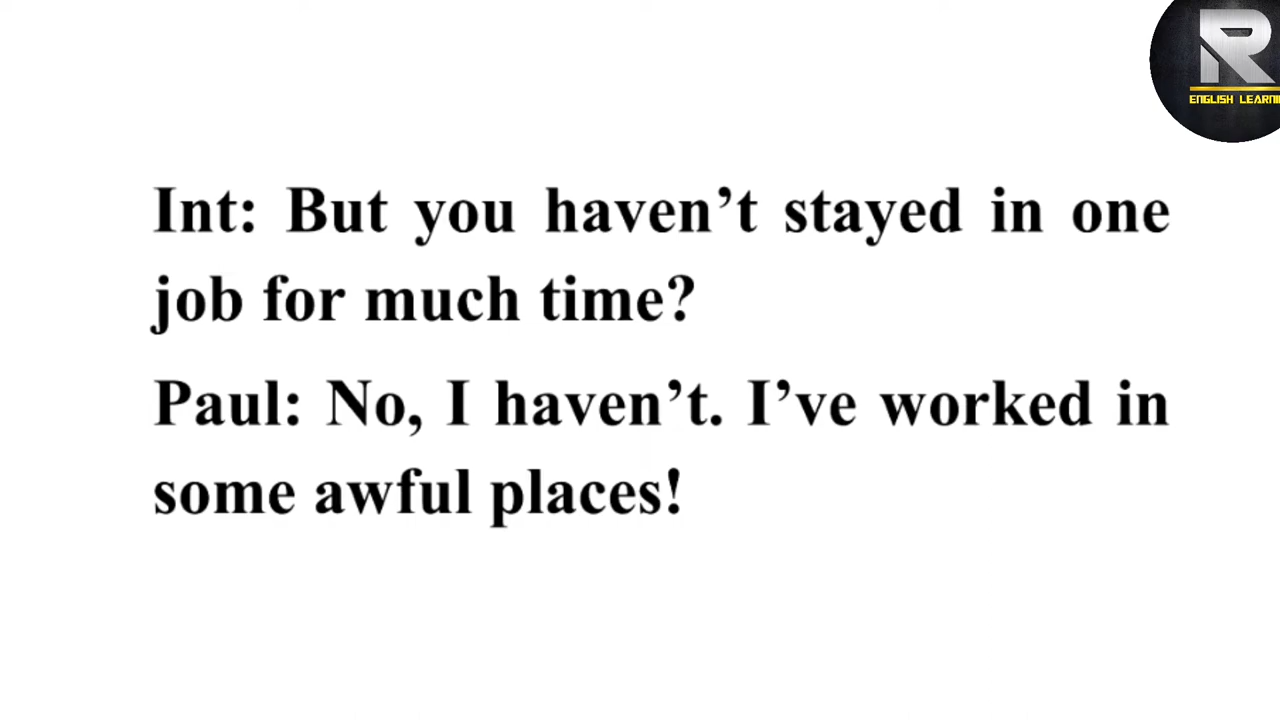 R
ENGLISH
Int: But you haven’t stayed in one
job for much time?
Paul: No, I haven’t. I’ve worked in
some awful places!